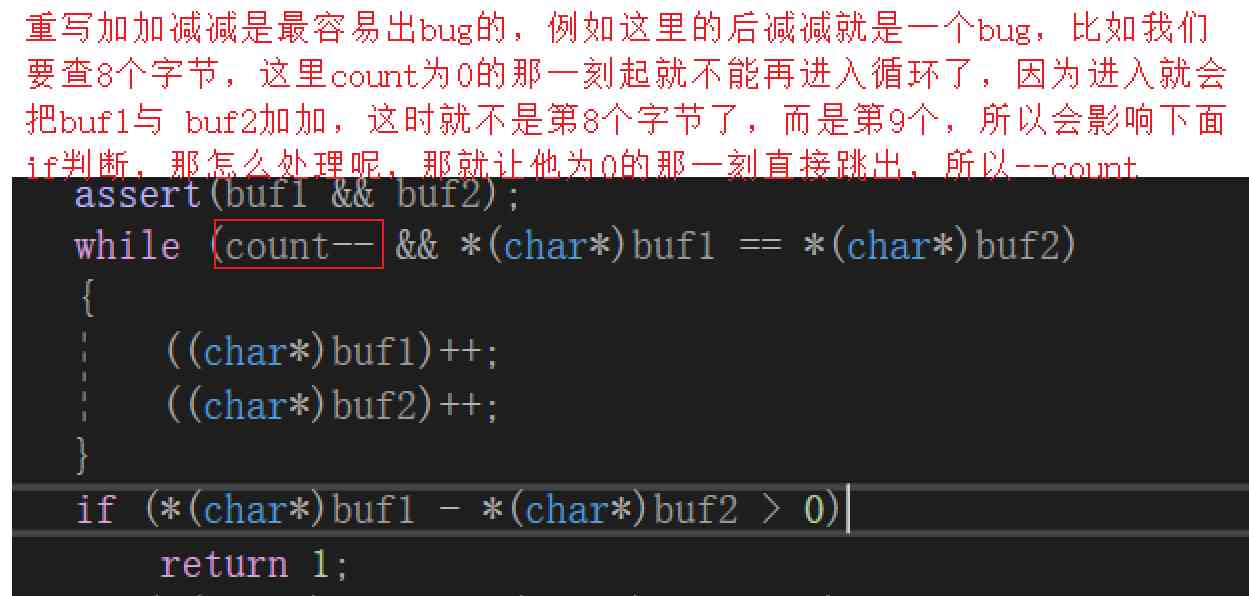 重写加加减减是最容易出bug的，例如这里的后减减就是一个bug，比如我们
要查8个字节，这里count为0的那一刻起就不能再进入循环了，因为进入就会
把buf1与 buf2加加，这时就不是第8个字节了，而是第9个，所以会影响下面
if判断，那怎么处理呢，那就让他为0的那一刻直接跳出，所以--count
assert(buf1 && buf2);
while (count-- && *(char*)buf1 == *(char*)buf2)
{
((char*)buf1)++;
((char*)buf2)++;
}
if (*(char*)buf1 - *(char*)buf2 > 0)
return 1;